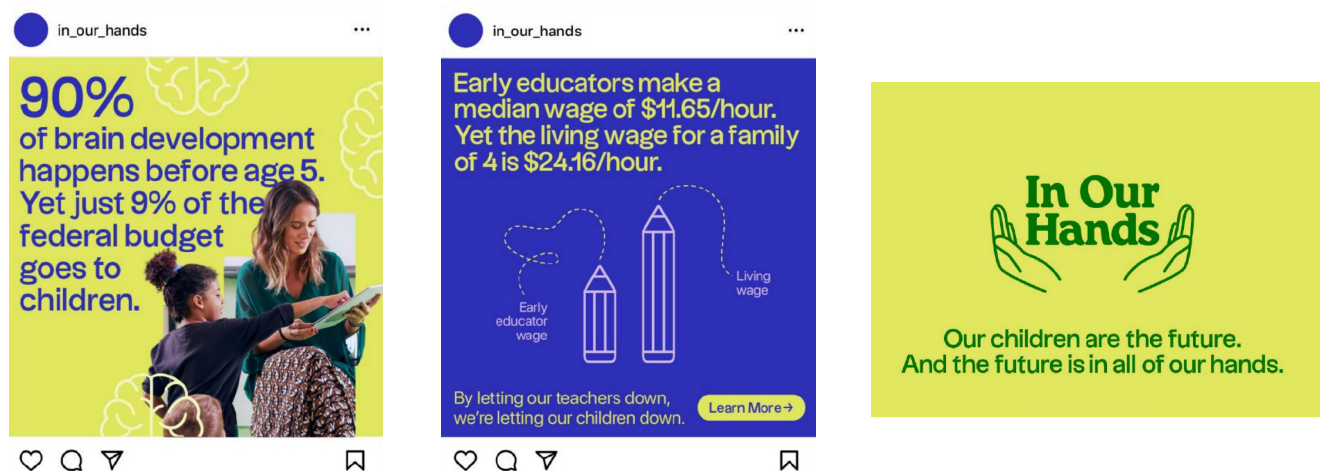 in_our_hands
90%
of brain development
happens before age 5.
Yet just 9% of the
federal budget
goes to
children.
in_our_hands
Early educators make a
median wage of $11.65/hour.
Yet the living wage for a family
of 4 is $24.16/hour.
Early
educator
wage
Living
wage
By letting our teachers down,
we're letting our children down.
Learn More→
In Our
Hands
Our children are the future.
And the future is in all of our hands.